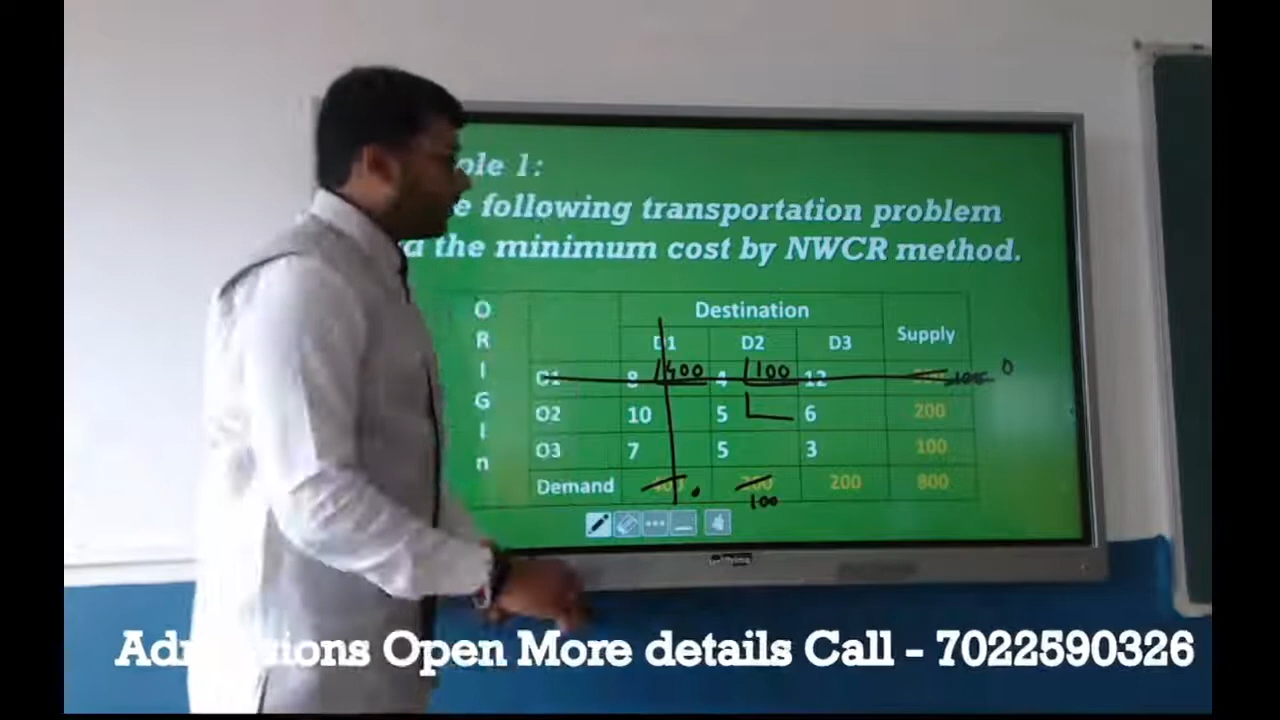 ole 1:
e following transportation problem
d the minimum cost by NWCR method.
O R I G I n
Destination
D1 D2 D3 Supply
O1 8 400 4 100 12 0
O2 10 5 6 200
O3 7 5 3 100
Demand 200 800
100
Admissions Open More details Call - 7022590326